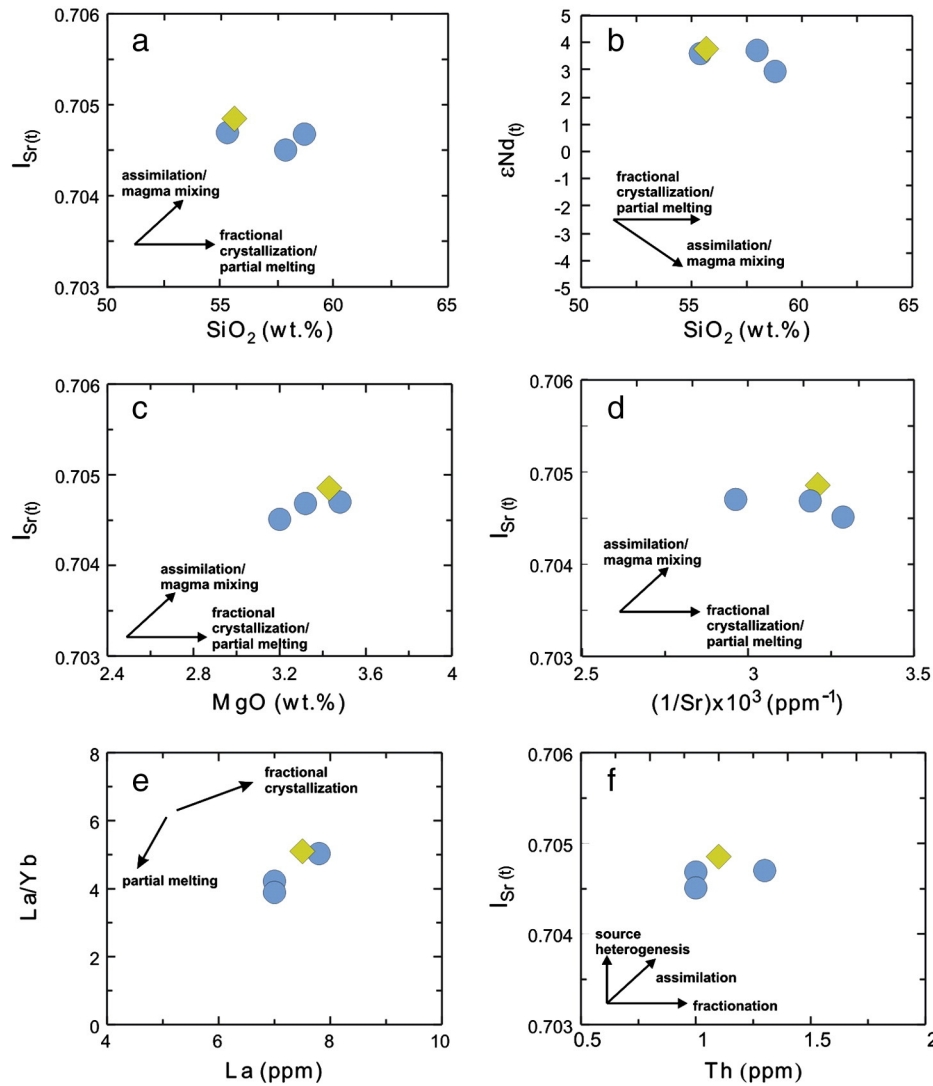 a
0.706
0.705
0.704
0.703
I_Sr(t)
assimilation/
magma mixing
fractional
crystallization/
partial melting
50 55 60 65
SiO₂ (wt.%)
b
5
4
3
2
1
0
-1
-2
-3
-4
-5
εNd₍t₎
fractional
crystallization/
partial melting
assimilation/
magma mixing
50 55 60 65
SiO₂ (wt.%)
c
0.706
0.705
0.704
0.703
I_Sr(t)
assimilation/
magma mixing
fractional
crystallization/
partial melting
2.4 2.8 3.2 3.6 4
MgO (wt.%)
d
0.706
0.705
0.704
0.703
I_Sr(t)
assimilation/
magma mixing
fractional
crystallization/
partial melting
2.5 3 3.5
(1/Sr)x10³ (ppm⁻¹)
e
8
6
4
2
0
La/Yb
fractional
crystallization
partial melting
4 6 8 10
La (ppm)
f
0.706
0.705
0.704
0.703
I_Sr(t)
source
heterogenesis
assimilation
fractionation
0.5 1 1.5 2
Th (ppm)